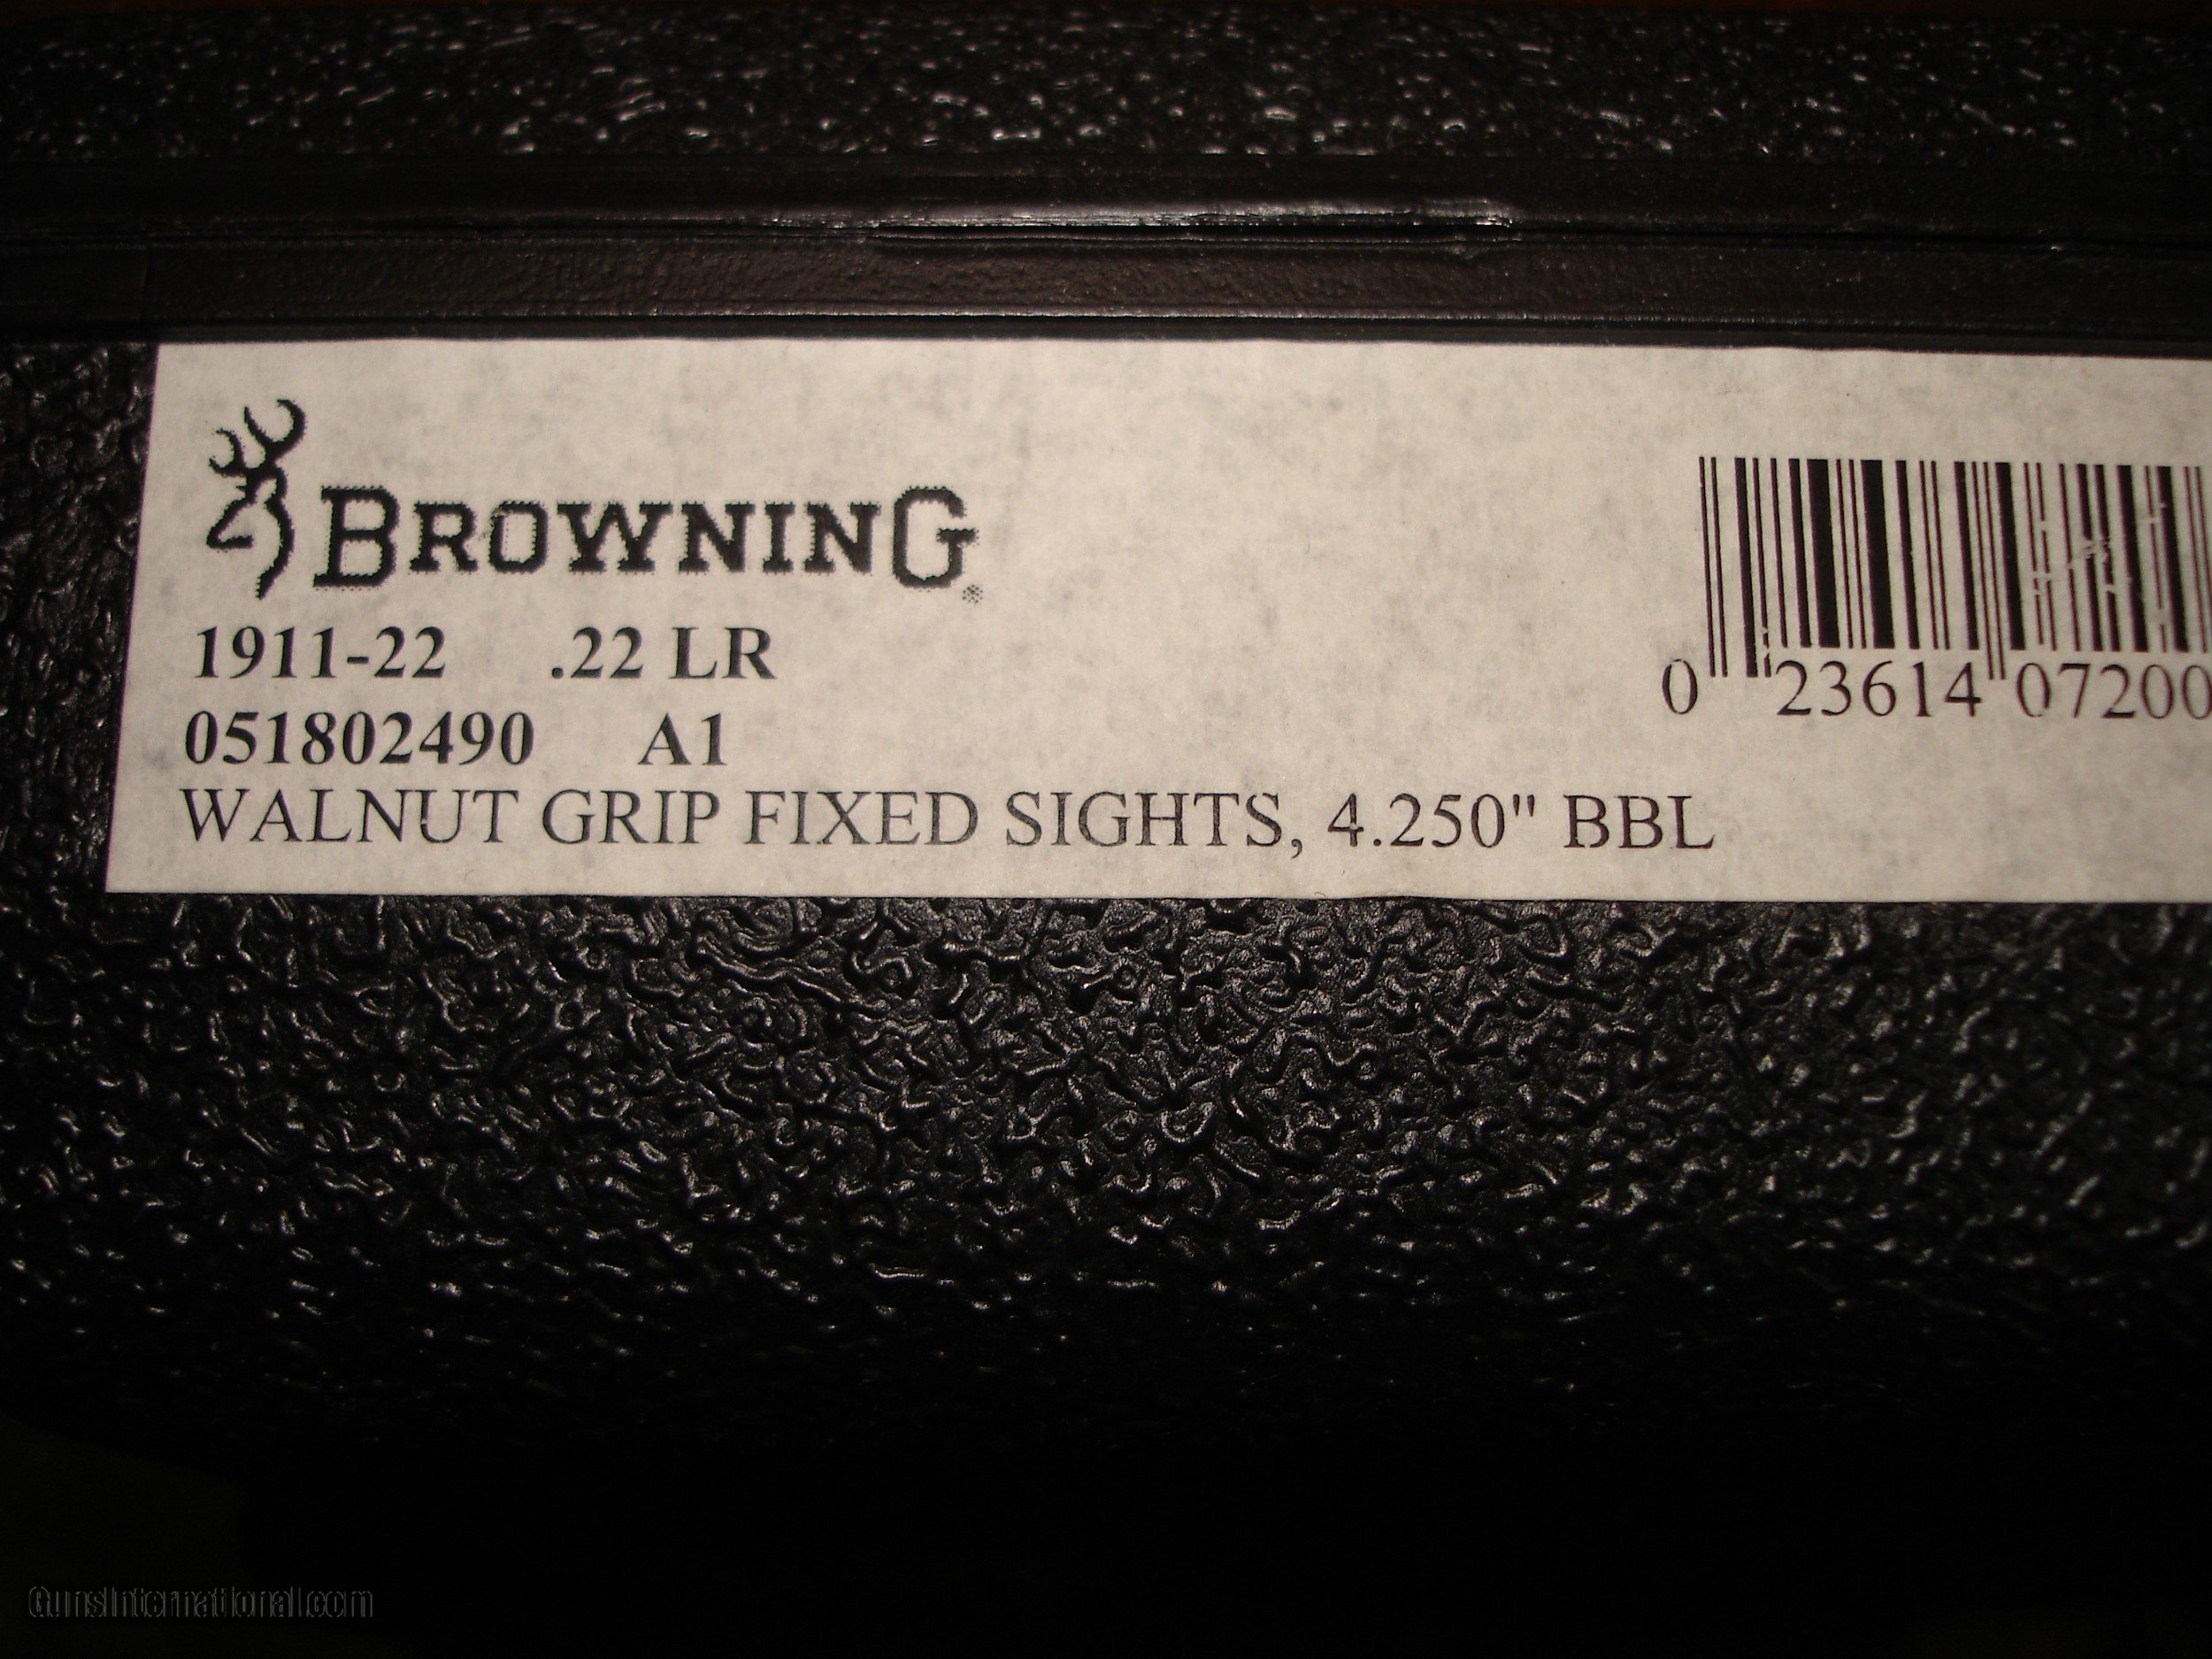 BROWNING®
1911-22 .22 LR
051802490 A1
WALNUT GRIP FIXED SIGHTS, 4.250" BBL
0 23614 07200
GunsInternational.com